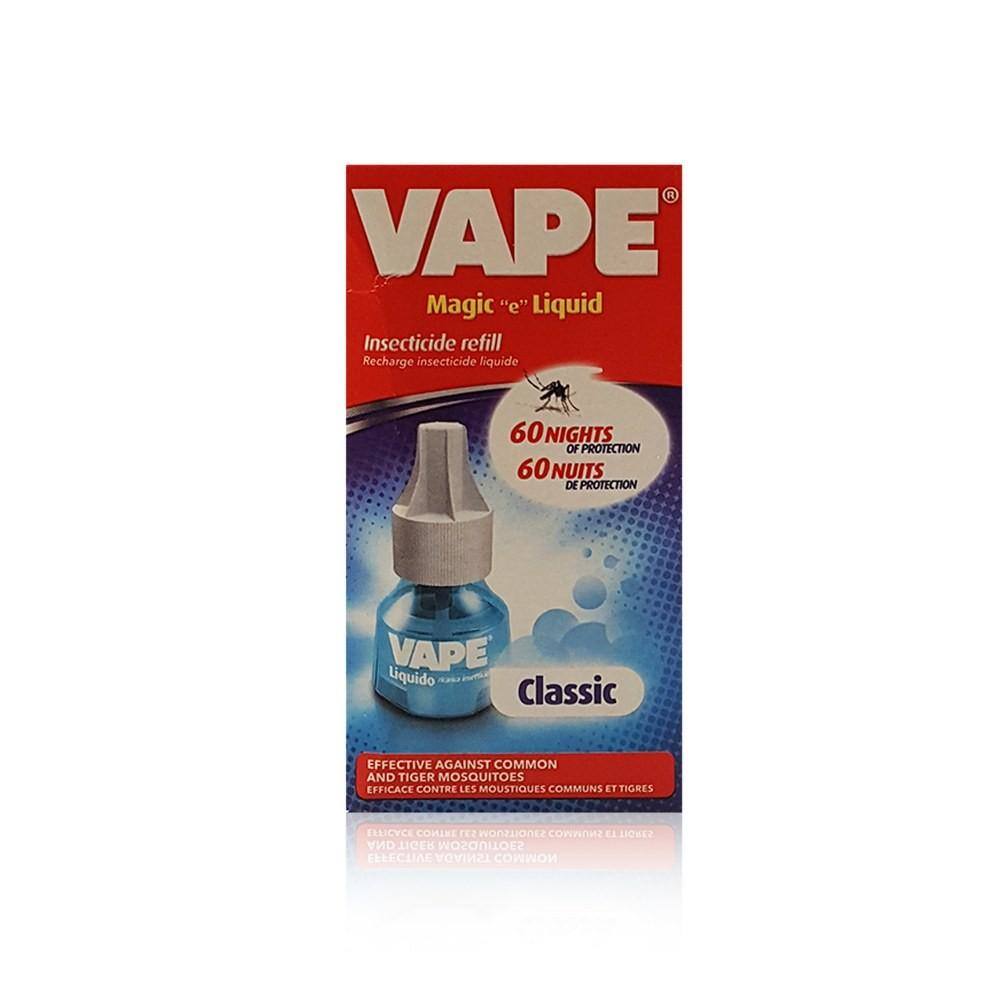 VAPE®
Magic "e" Liquid
Insecticide refill
Recharge insecticide liquide
60 NIGHTS
OF PROTECTION
60 NUITS
DE PROTECTION
VAPE®
Liquido
Classic
EFFECTIVE AGAINST COMMON
AND TIGER MOSQUITOES
EFFICACE CONTRE LES MOUSTIQUES COMMUNS ET TIGRES